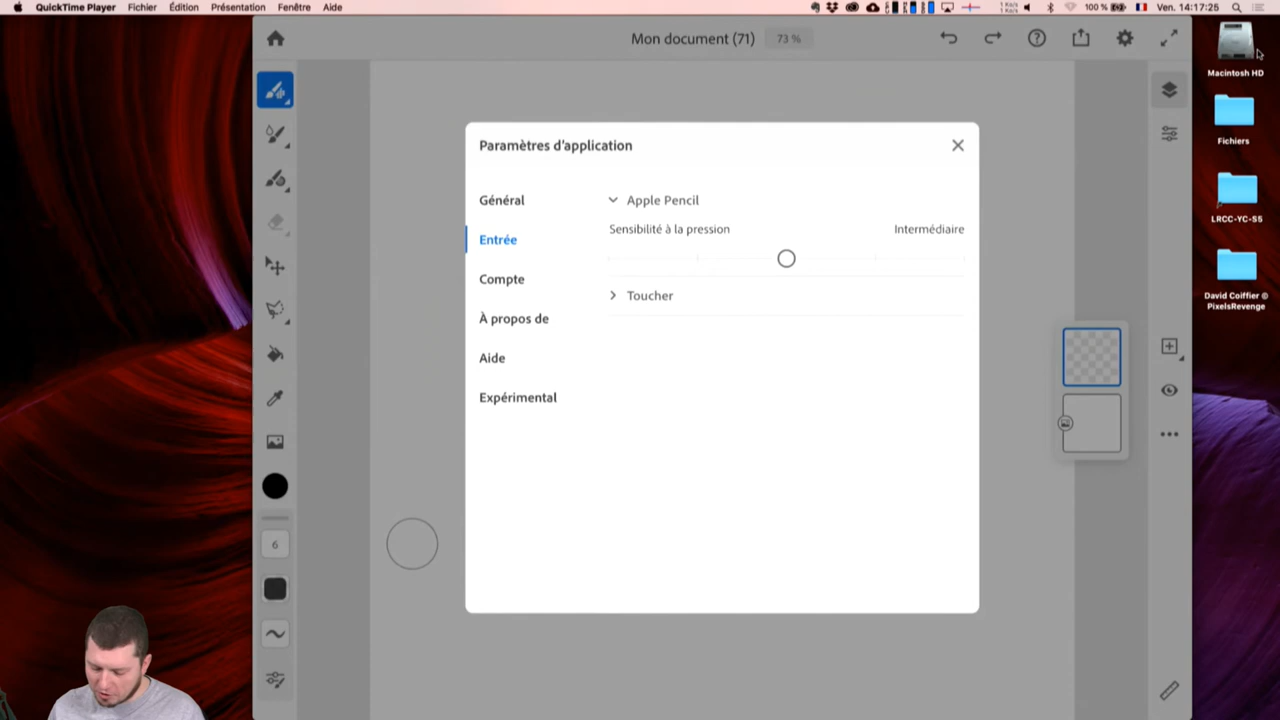 QuickTime Player Fichier Édition Présentation Fenêtre Aide
100 % Ven. 14:17:25
Mon document (71) 73 %
Macintosh HD
Fichiers
LRCC-YC-S5
David Coiffier ©
PixelsRevenge
Paramètres d'application
Général
Entrée
Compte
À propos de
Aide
Expérimental
Apple Pencil
Sensibilité à la pression Intermédiaire
Toucher
6